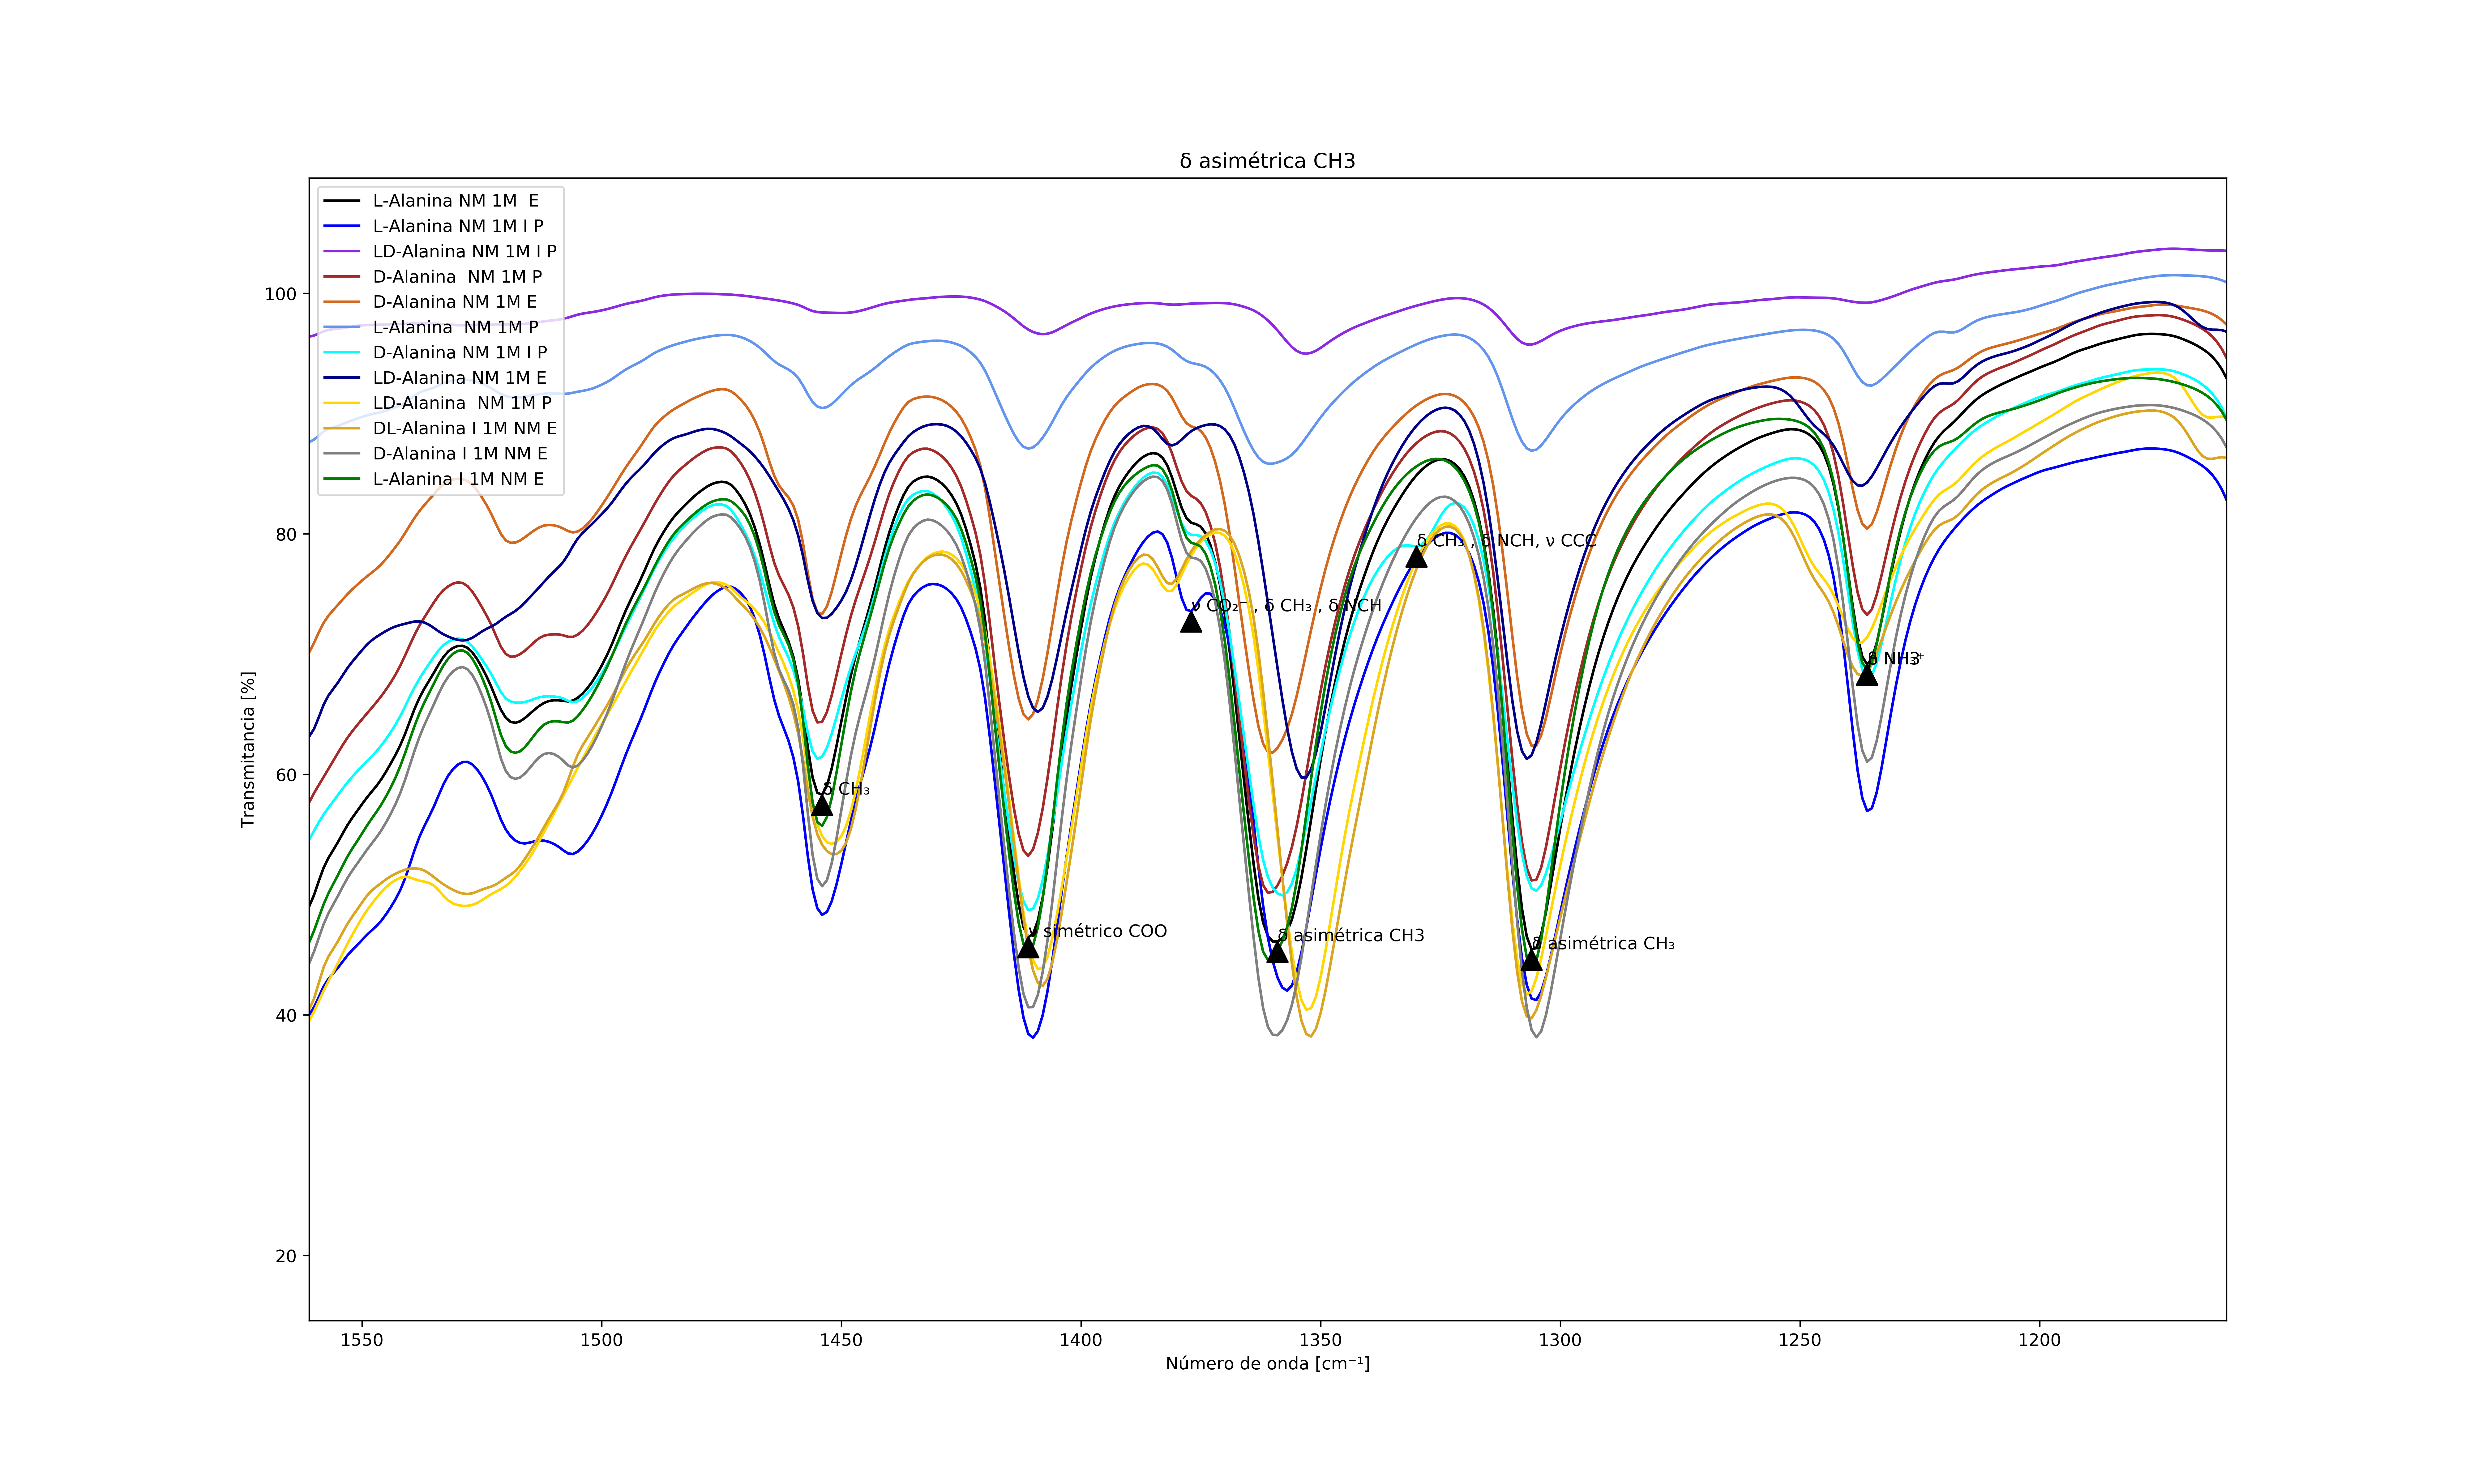 δ asimétrica CH3
L-Alanina NM 1M  E
L-Alanina NM 1M I P
LD-Alanina NM 1M I P
D-Alanina  NM 1M P
D-Alanina NM 1M E
L-Alanina  NM 1M P
D-Alanina NM 1M I P
LD-Alanina NM 1M E
LD-Alanina  NM 1M P
DL-Alanina I 1M NM E
D-Alanina I 1M NM E
L-Alanina I  1M NM E
100
80
60
40
20
Transmitancia [%]
δ CH₃ , δ NCH, ν CCC
ν CO₂⁻ , δ CH₃ , δ NCH
δ CH₃
ν simétrico COO
δ asimétrica CH3
δ asimétrica CH₃
1550
1500
1450
1400
1350
1300
1250
1200
Número de onda [cm⁻¹]